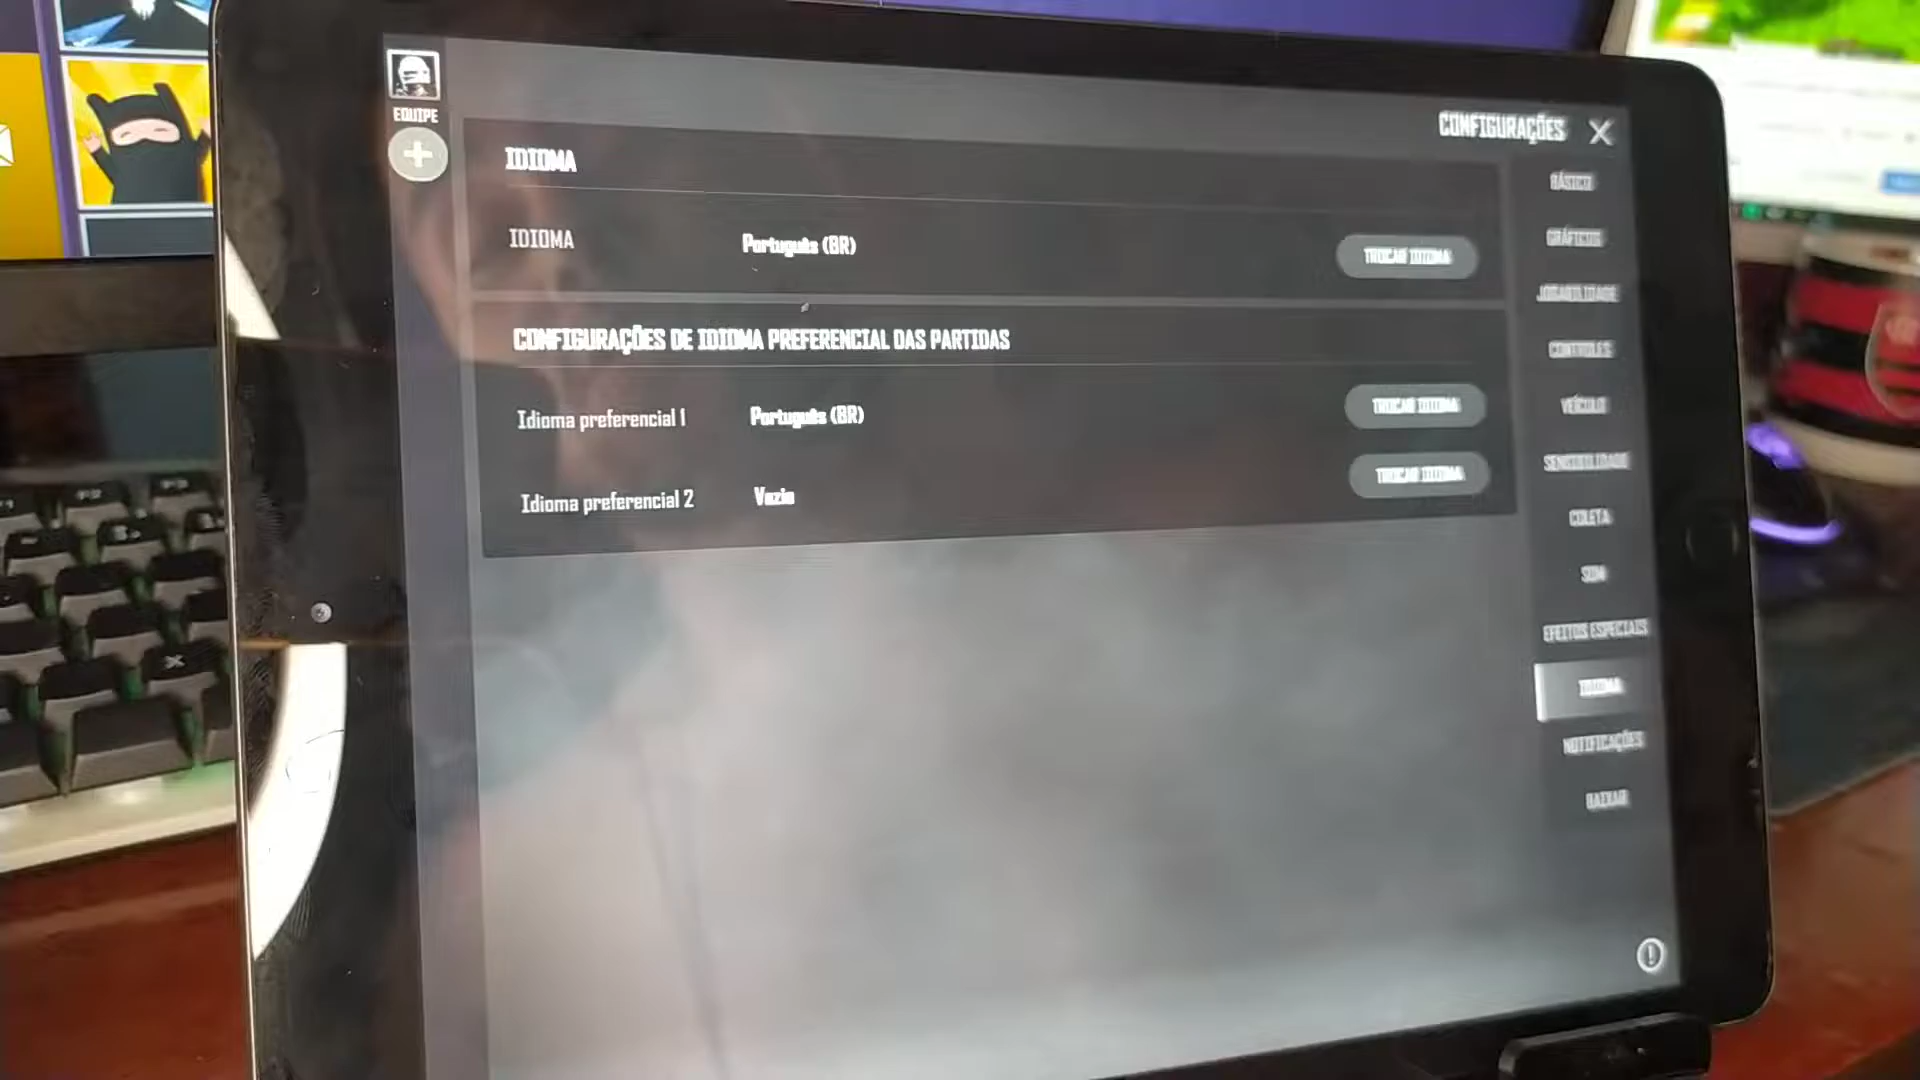 EQUIPE
CONFIGURAÇÕES
IDIOMA
IDIOMA
Português (BR)
TROCAR IDIOMA
CONFIGURAÇÕES DE IDIOMA PREFERENCIAL DAS PARTIDAS
Idioma preferencial 1
Português (BR)
TROCAR IDIOMA
Idioma preferencial 2
Vazio
TROCAR IDIOMA
BÁSICO
GRÁFICOS
JOGABILIDADE
CONTROLES
VEÍCULO
SENSIBILIDADE
COLETA
SOM
EFEITOS ESPECIAIS
IDIOMA
NOTIFICAÇÕES
BAIXAR
X